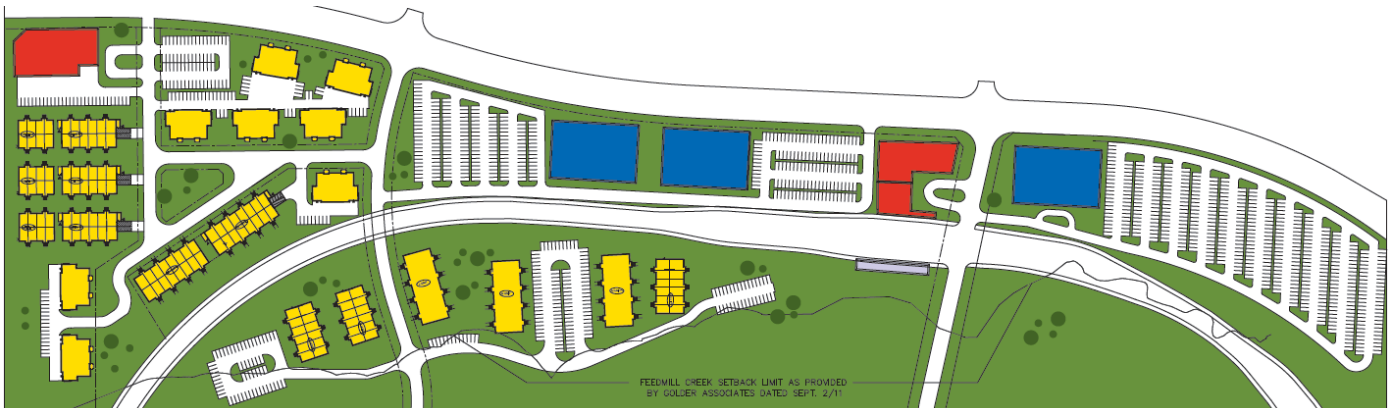 FEEDMILL CREEK SETBACK LIMIT AS PROVIDED
BY GOLDER ASSOCIATES DATED SEPT. 2/11